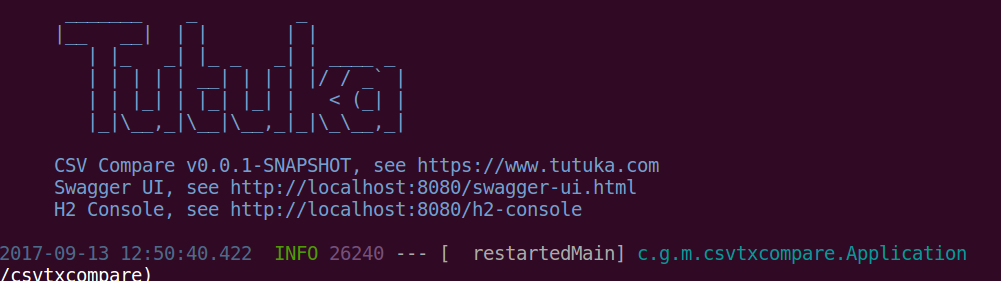 Tutuka
CSV Compare v0.0.1-SNAPSHOT, see https://www.tutuka.com
Swagger UI, see http://localhost:8080/swagger-ui.html
H2 Console, see http://localhost:8080/h2-console
2017-09-13 12:50:40.422  INFO 26240 --- [  restartedMain] c.g.m.csvtxcompare.Application
/csvtxcompare)